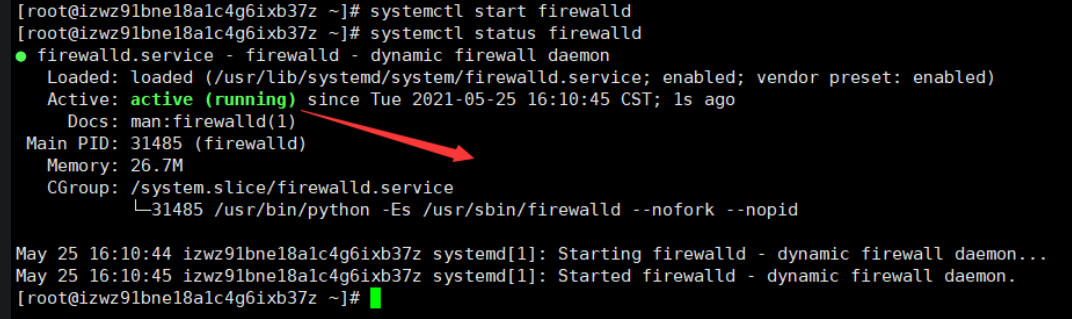 [root@izwz91bne18a1c4g6ixb37z ~]# systemctl start firewalld
[root@izwz91bne18a1c4g6ixb37z ~]# systemctl status firewalld
● firewalld.service - firewalld - dynamic firewall daemon
   Loaded: loaded (/usr/lib/systemd/system/firewalld.service; enabled; vendor preset: enabled)
   Active: active (running) since Tue 2021-05-25 16:10:45 CST; 1s ago
     Docs: man:firewalld(1)
 Main PID: 31485 (firewalld)
   Memory: 26.7M
   CGroup: /system.slice/firewalld.service
           └─31485 /usr/bin/python -Es /usr/sbin/firewalld --nofork --nopid

May 25 16:10:44 izwz91bne18a1c4g6ixb37z systemd[1]: Starting firewalld - dynamic firewall daemon...
May 25 16:10:45 izwz91bne18a1c4g6ixb37z systemd[1]: Started firewalld - dynamic firewall daemon.
[root@izwz91bne18a1c4g6ixb37z ~]#